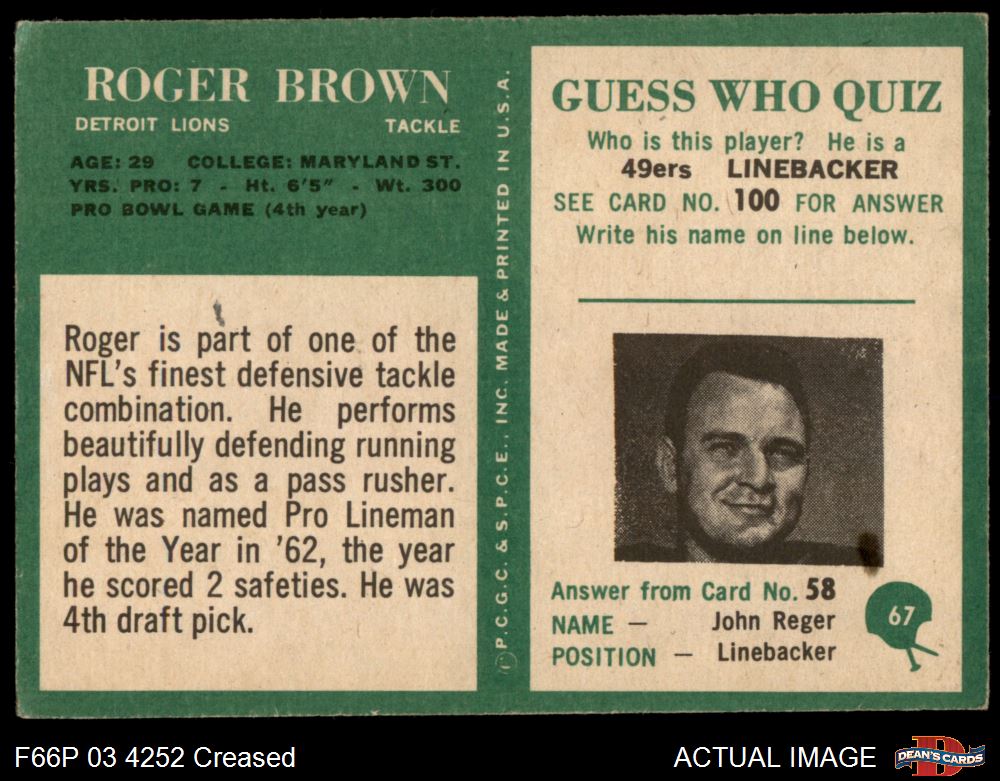 ROGER BROWN
DETROIT LIONS TACKLE
AGE: 29 COLLEGE: MARYLAND ST.
YRS. PRO: 7 - Ht. 6'5" - Wt. 300
PRO BOWL GAME (4th year)
Roger is part of one of the
NFL's finest defensive tackle
combination. He performs
beautifully defending running
plays and as a pass rusher.
He was named Pro Lineman
of the Year in '62, the year
he scored 2 safeties. He was
4th draft pick.
©P.C.G.C. & S.P.C.E., INC. MADE & PRINTED IN U.S.A.
GUESS WHO QUIZ
Who is this player? He is a
49ers LINEBACKER
SEE CARD NO. 100 FOR ANSWER
Write his name on line below.
Answer from Card No. 58
NAME — John Reger
POSITION — Linebacker
67
F66P 03 4252 Creased
ACTUAL IMAGE
D
DEAN'S CARDS